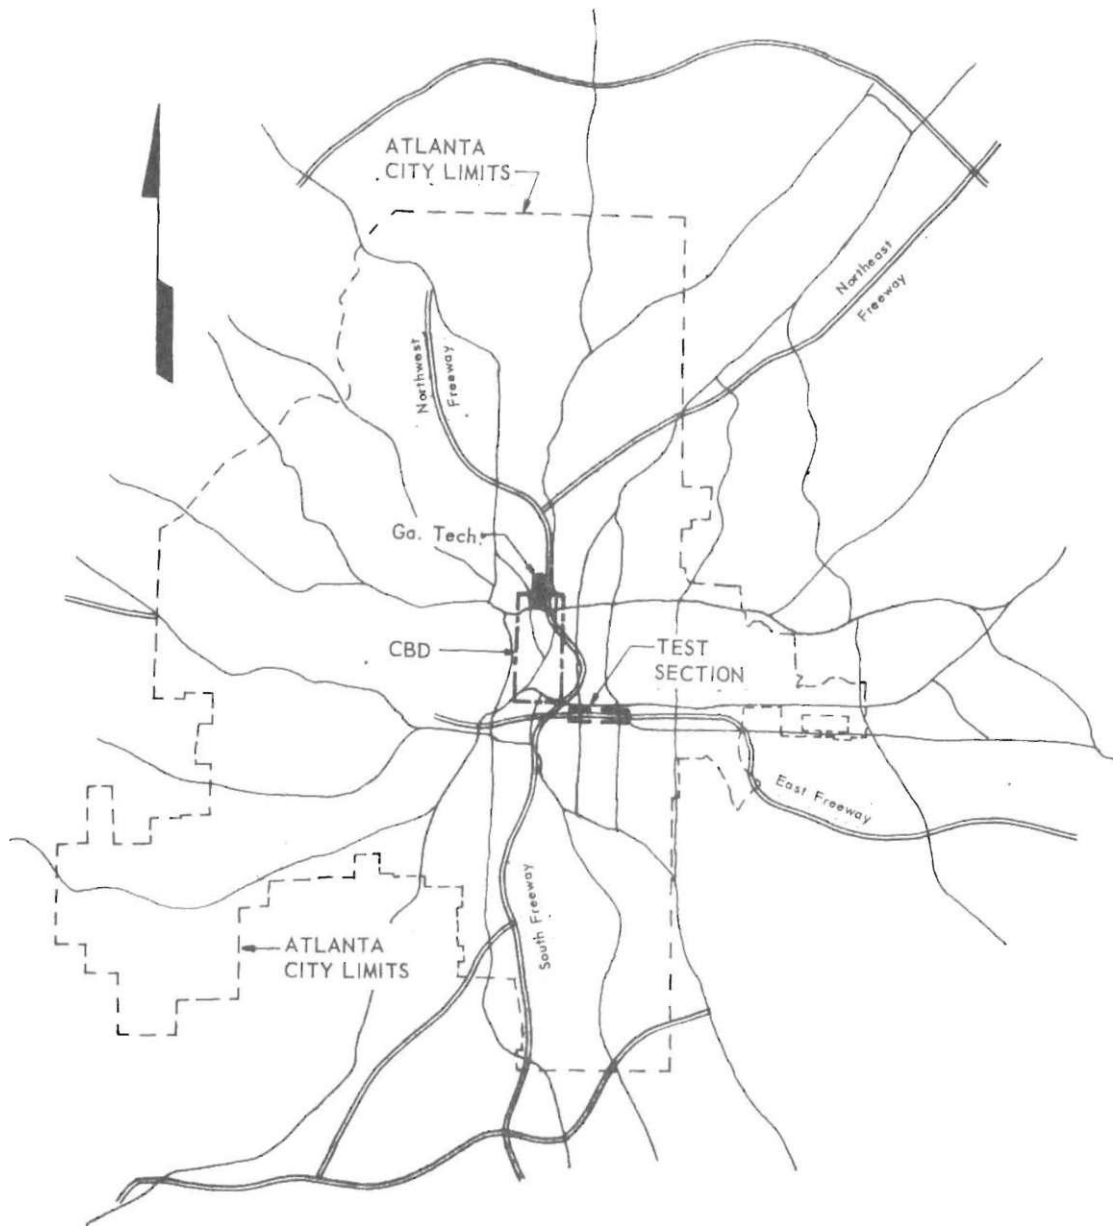 ATLANTA
CITY LIMITS
Northeast
Freeway
Northwest
Freeway
Ga. Tech.
CBD
TEST
SECTION
East Freeway
South Freeway
ATLANTA
CITY LIMITS